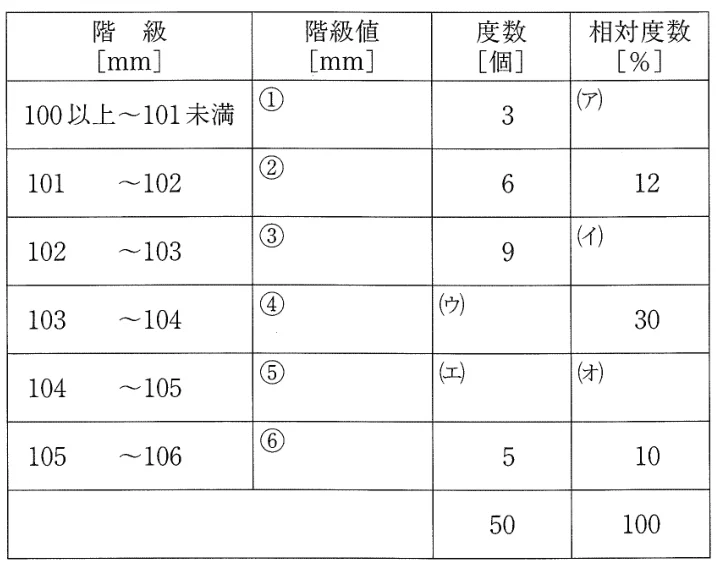 階　級 階級値 度数 相対度数
[mm] [mm] [個] [%]
100以上～101未満 ① 3 (ア)
101　～102 ② 6 12
102　～103 ③ 9 (イ)
103　～104 ④ (ウ) 30
104　～105 ⑤ (エ) (オ)
105　～106 ⑥ 5 10
50 100